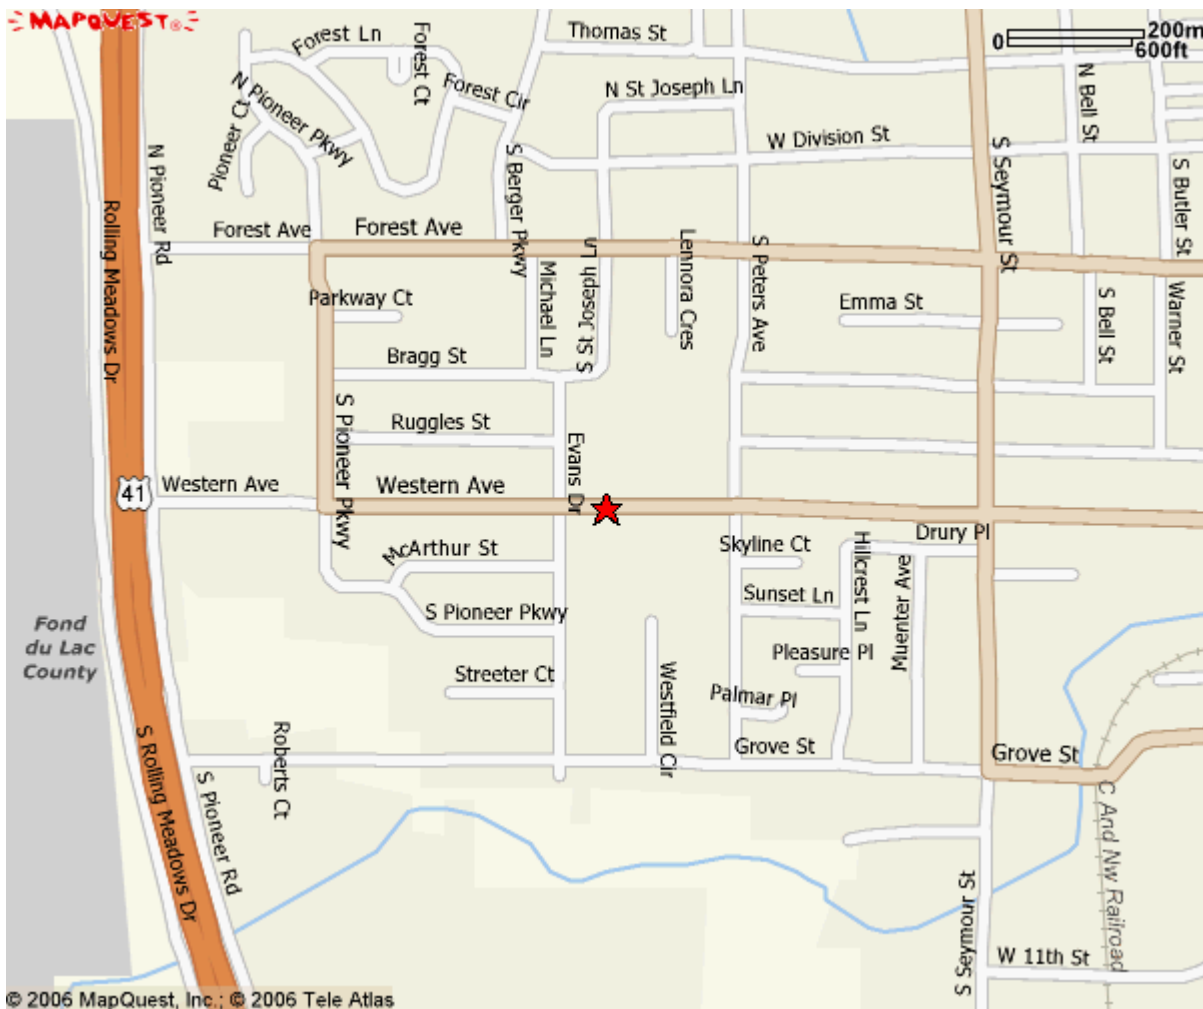 MAPQUEST®
Thomas St
0 200m
600ft
Forest Ln
Forest Ct
N Pioneer Pkwy
Pioneer Ct
Forest Cir
N St Joseph Ln
N Bell St
W Division St
S Seymour St
S Butler St
N Pioneer Rd
S Berger Pkwy
Forest Ave
Forest Ave
Rolling Meadows Dr
Michael Ln
S St Joseph Ln
Lennora Cres
S Peters Ave
Parkway Ct
Emma St
S Bell St
Warner St
Bragg St
S Pioneer Pkwy
Ruggles St
Evans Dr
41
Western Ave
Western Ave
Drury Pl
McArthur St
Skyline Ct
Hillcrest Ln
Muenter Ave
Sunset Ln
S Pioneer Pkwy
Fond
du Lac
County
Pleasure Pl
Streeter Ct
Westfield Cir
Palmar Pl
Roberts Ct
Grove St
Grove St
S Rolling Meadows Dr
S Pioneer Rd
C And Nw Railroad
S Seymour St
W 11th St
© 2006 MapQuest, Inc.; © 2006 Tele Atlas